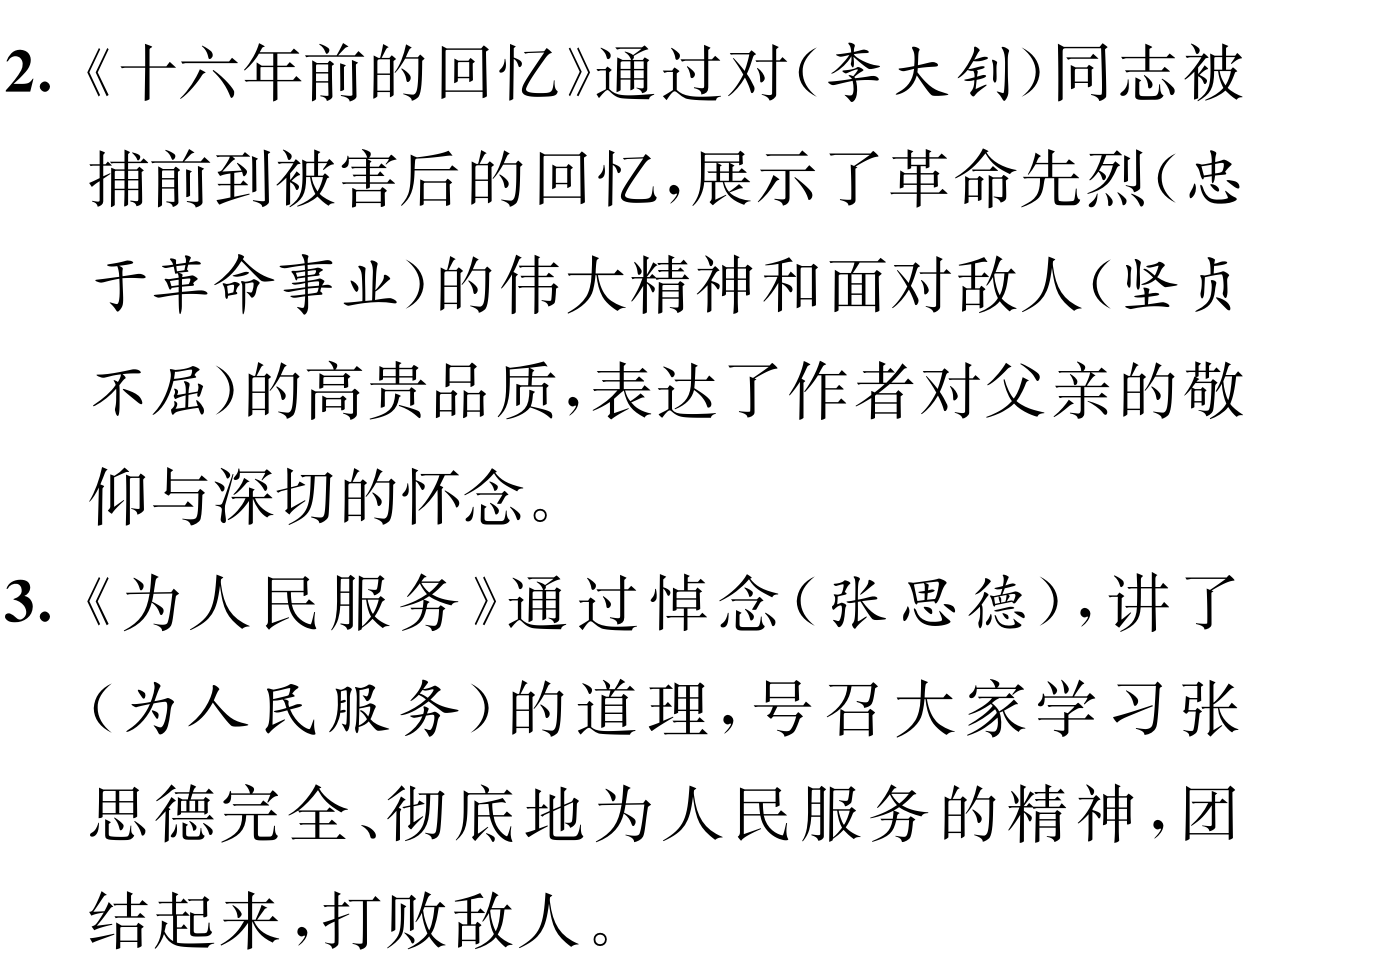 2.《十六年前的回忆》通过对(李大钊)同志被
捕前到被害后的回忆,展示了革命先烈(忠
于革命事业)的伟大精神和面对敌人(坚贞
不屈)的高贵品质,表达了作者对父亲的敬
仰与深切的怀念。
3.《为人民服务》通过悼念(张思德),讲了
(为人民服务)的道理,号召大家学习张
思德完全、彻底地为人民服务的精神,团
结起来,打败敌人。